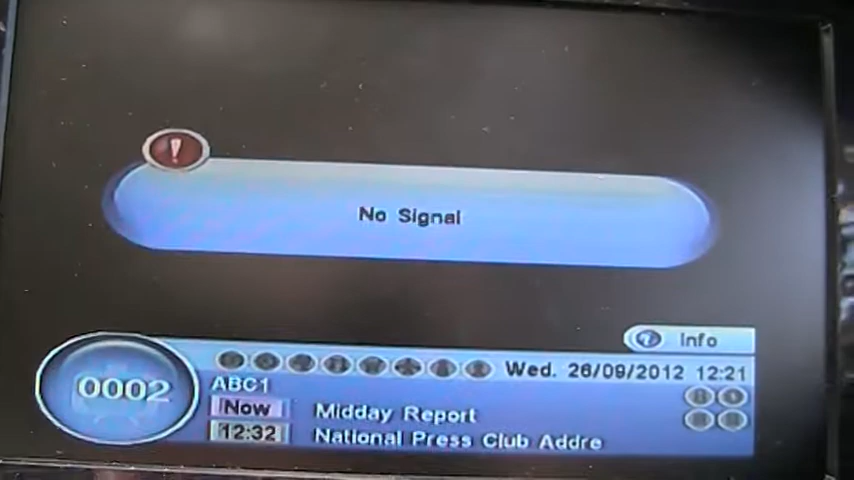 No Signal
Info
Wed. 26/09/2012 12:21
0002
ABC1
Now Midday Report
12:32 National Press Club Addre